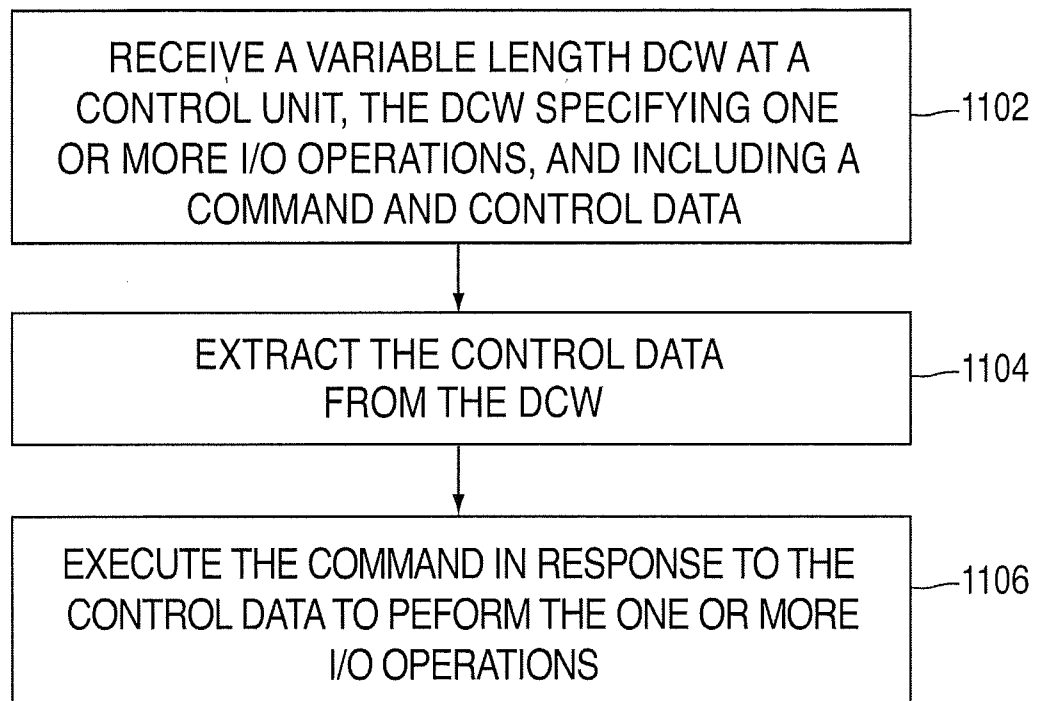 RECEIVE A VARIABLE LENGTH DCW AT A
CONTROL UNIT, THE DCW SPECIFYING ONE
OR MORE I/O OPERATIONS, AND INCLUDING A
COMMAND AND CONTROL DATA
1102
EXTRACT THE CONTROL DATA
FROM THE DCW
1104
EXECUTE THE COMMAND IN RESPONSE TO THE
CONTROL DATA TO PEFORM THE ONE OR MORE
I/O OPERATIONS
1106